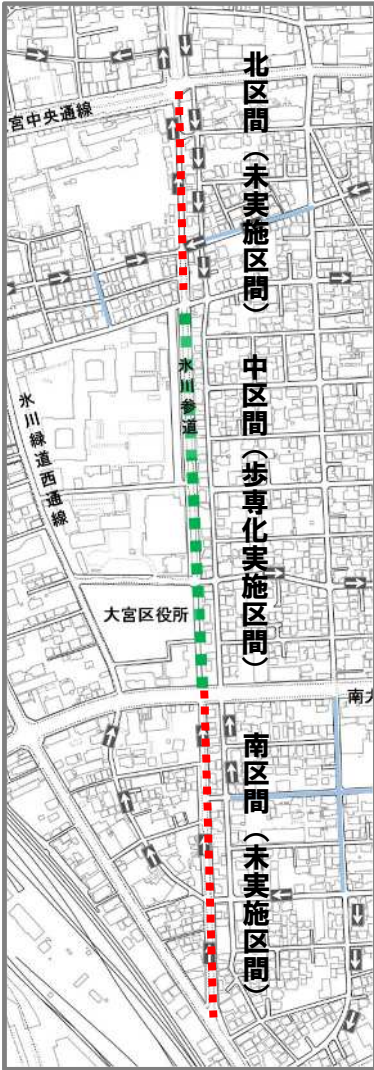 北区間（未実施区間）
宮中央通線
中区間（歩専化実施区間）
氷川参道
氷川緑道西通線
大宮区役所
南大
南区間（未実施区間）